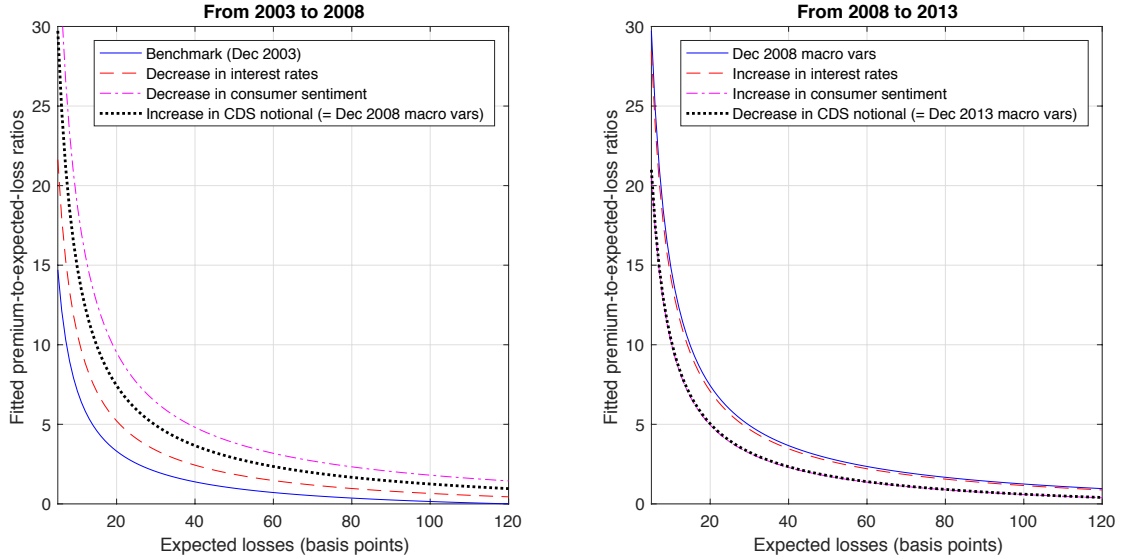 From 2003 to 2008
Fitted premium-to-expected-loss ratios
30
25
20
15
10
5
0
Benchmark (Dec 2003)
Decrease in interest rates
Decrease in consumer sentiment
Increase in CDS notional (= Dec 2008 macro vars)
20 40 60 80 100 120
Expected losses (basis points)
From 2008 to 2013
Fitted premium-to-expected-loss ratios
30
25
20
15
10
5
0
Dec 2008 macro vars
Increase in interest rates
Increase in consumer sentiment
Decrease in CDS notional (= Dec 2013 macro vars)
20 40 60 80 100 120
Expected losses (basis points)